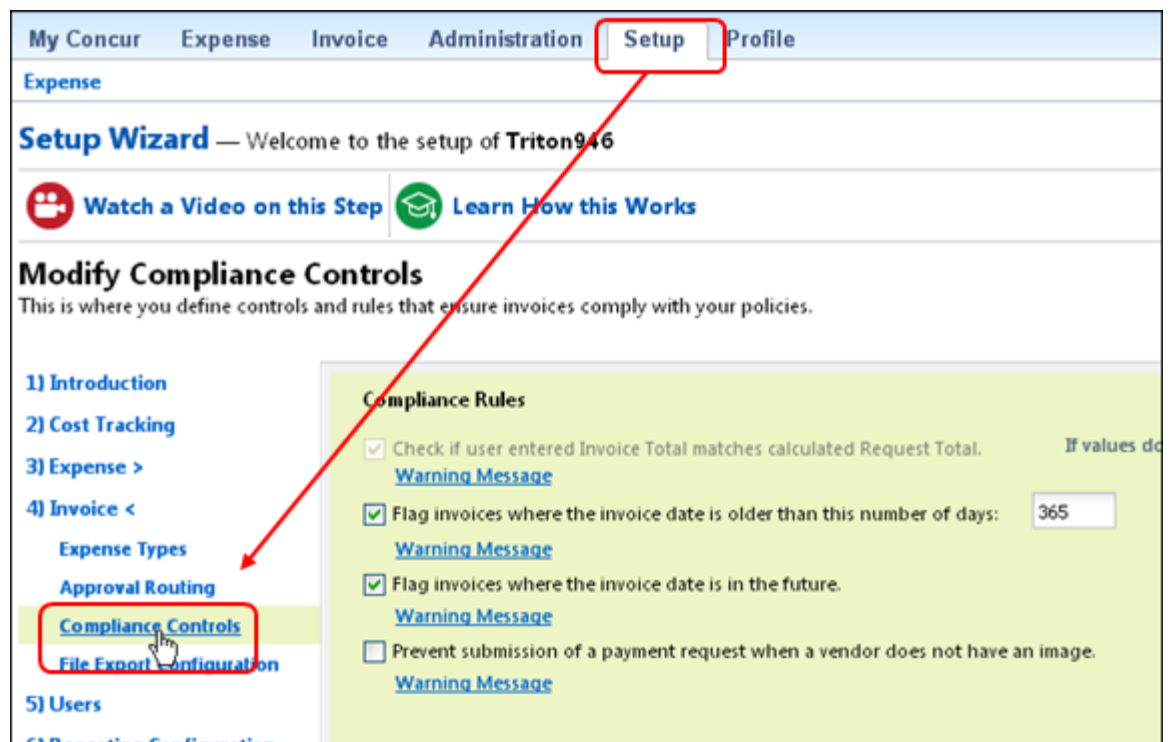 My Concur Expense Invoice Administration Setup Profile
Expense
Setup Wizard — Welcome to the setup of Triton946
Watch a Video on this Step Learn How this Works
Modify Compliance Controls
This is where you define controls and rules that ensure invoices comply with your policies.
1) Introduction
2) Cost Tracking
3) Expense >
4) Invoice <
Expense Types
Approval Routing
Compliance Controls
File Export Configuration
5) Users
6) Reporting Configuration
Compliance Rules
Check if user entered Invoice Total matches calculated Request Total. If values do
Warning Message
Flag invoices where the invoice date is older than this number of days: 365
Warning Message
Flag invoices where the invoice date is in the future.
Warning Message
Prevent submission of a payment request when a vendor does not have an image.
Warning Message